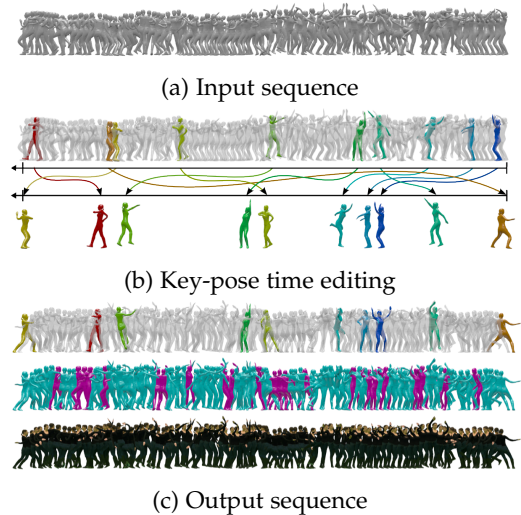 (a) Input sequence
(b) Key-pose time editing
(c) Output sequence